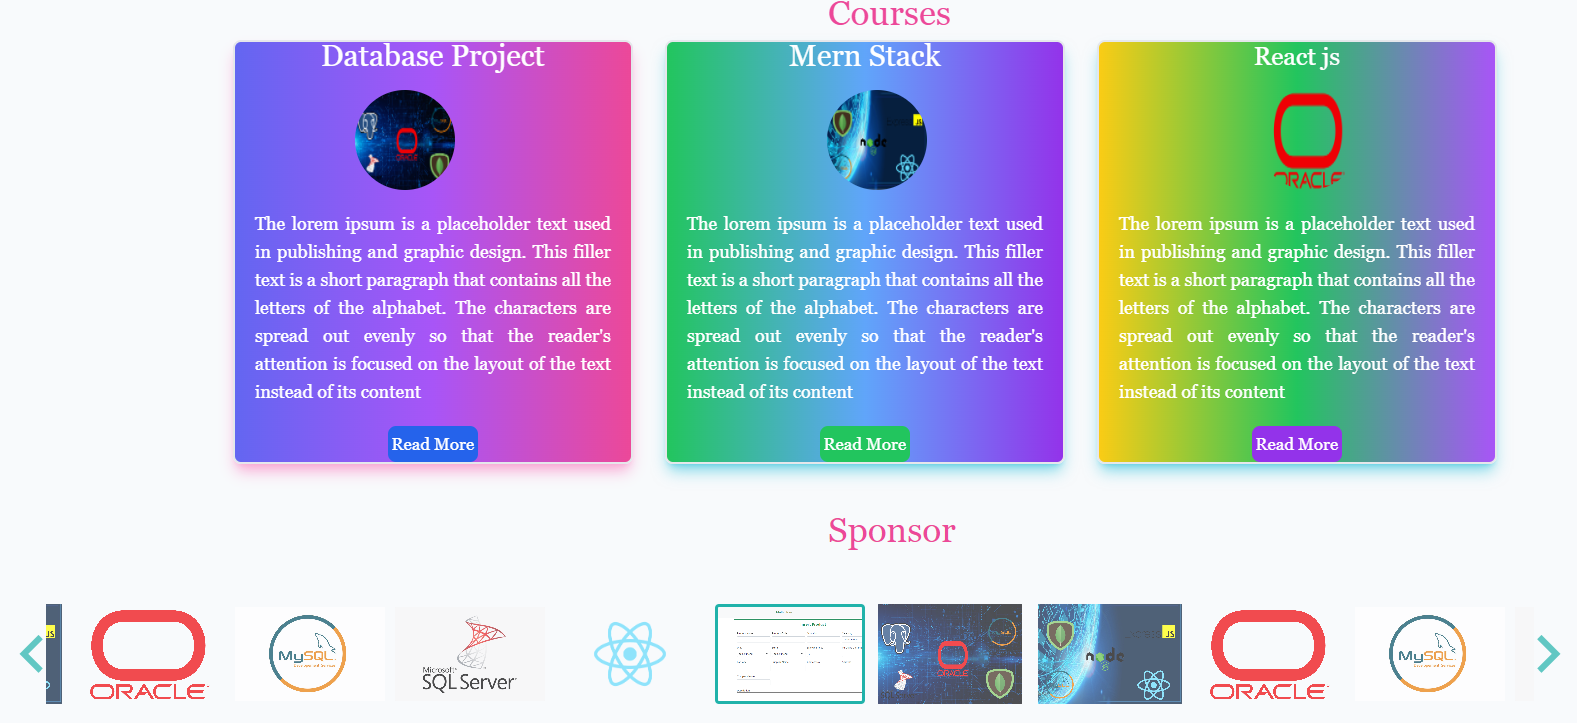 Courses
Database Project
Mern Stack
React js
ORACLE
node
JS
ORACLE
The lorem ipsum is a placeholder text used
in publishing and graphic design. This filler
text is a short paragraph that contains all the
letters of the alphabet. The characters are
spread out evenly so that the reader's
attention is focused on the layout of the text
instead of its content
The lorem ipsum is a placeholder text used
in publishing and graphic design. This filler
text is a short paragraph that contains all the
letters of the alphabet. The characters are
spread out evenly so that the reader's
attention is focused on the layout of the text
instead of its content
The lorem ipsum is a placeholder text used
in publishing and graphic design. This filler
text is a short paragraph that contains all the
letters of the alphabet. The characters are
spread out evenly so that the reader's
attention is focused on the layout of the text
instead of its content
Read More
Read More
Read More
Sponsor
JS
ORACLE
MySQL
Microsoft
SQL Server
ORACLE
JS
node
ORACLE
MySQL